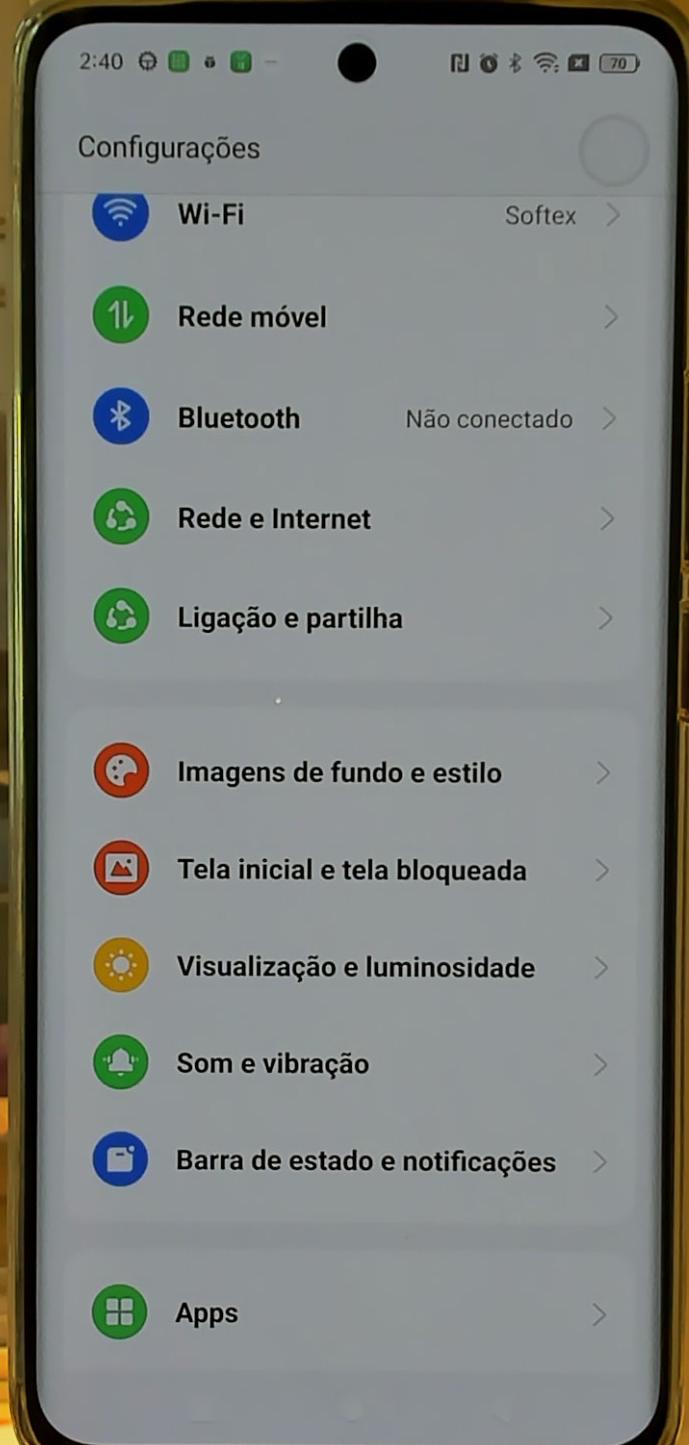 2:40
70
Configurações
Wi-Fi Softex
Rede móvel
Bluetooth Não conectado
Rede e Internet
Ligação e partilha
Imagens de fundo e estilo
Tela inicial e tela bloqueada
Visualização e luminosidade
Som e vibração
Barra de estado e notificações
Apps